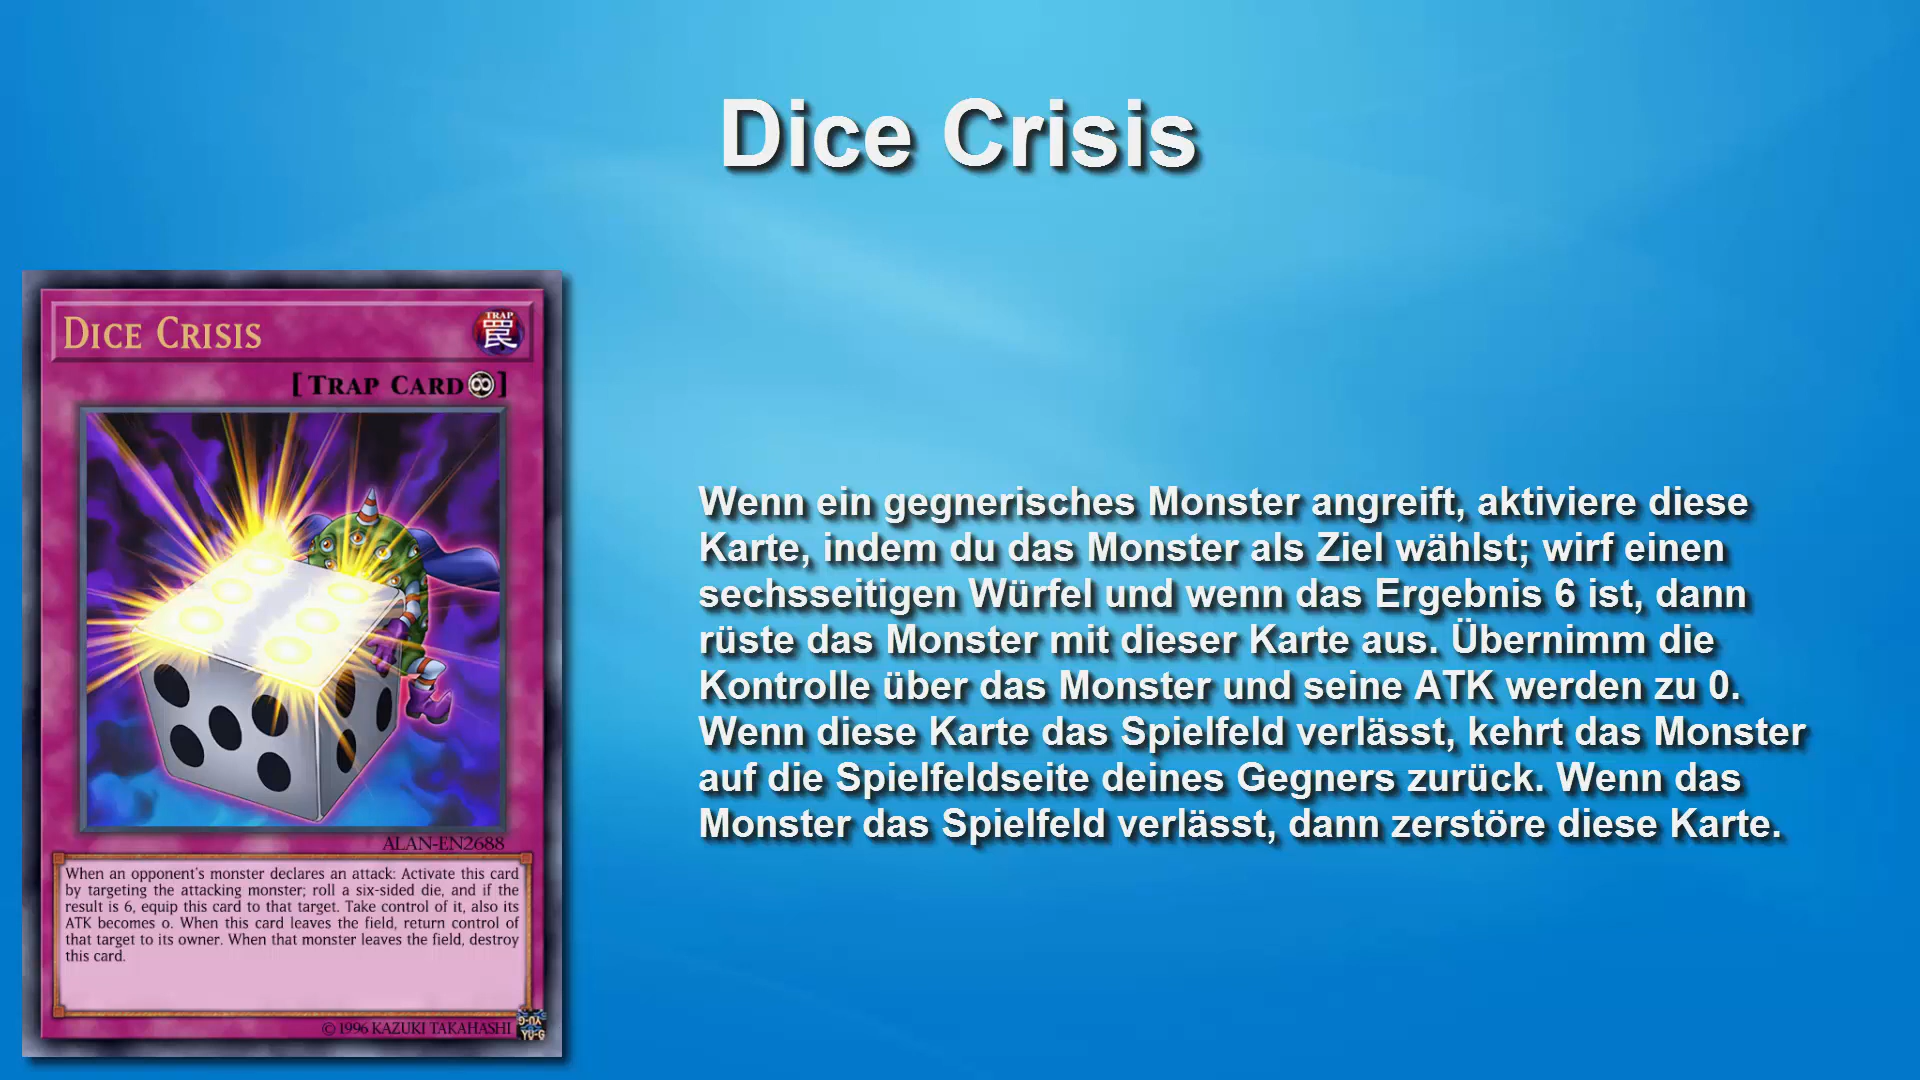 Dice Crisis
Dice Crisis
TRAP
罠
[ Trap Card ]
ALAN-EN2688
When an opponent's monster declares an attack: Activate this card
by targeting the attacking monster; roll a six-sided die, and if the
result is 6, equip this card to that target. Take control of it, also its
ATK becomes 0. When this card leaves the field, return control of
that target to its owner. When that monster leaves the field, destroy
this card.
© 1996 KAZUKI TAKAHASHI
Wenn ein gegnerisches Monster angreift, aktiviere diese
Karte, indem du das Monster als Ziel wählst; wirf einen
sechsseitigen Würfel und wenn das Ergebnis 6 ist, dann
rüste das Monster mit dieser Karte aus. Übernimm die
Kontrolle über das Monster und seine ATK werden zu 0.
Wenn diese Karte das Spielfeld verlässt, kehrt das Monster
auf die Spielfeldseite deines Gegners zurück. Wenn das
Monster das Spielfeld verlässt, dann zerstöre diese Karte.